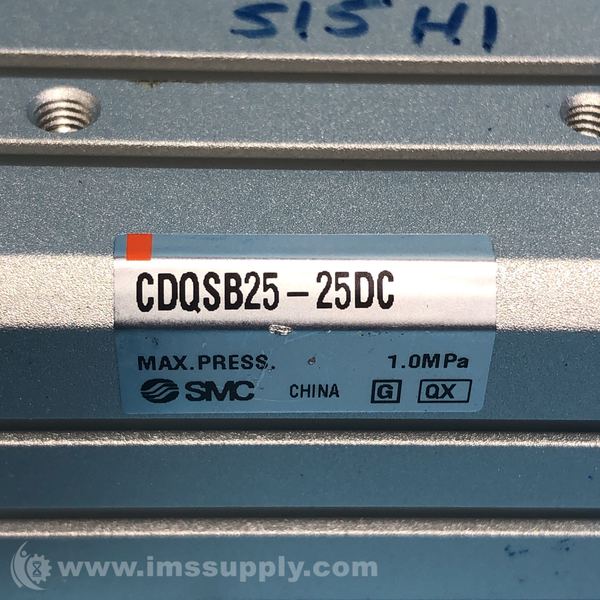 515 H1
CDQSB25-25DC
MAX.PRESS. 1.0MPa
SMC CHINA G QX
www.imssupply.com